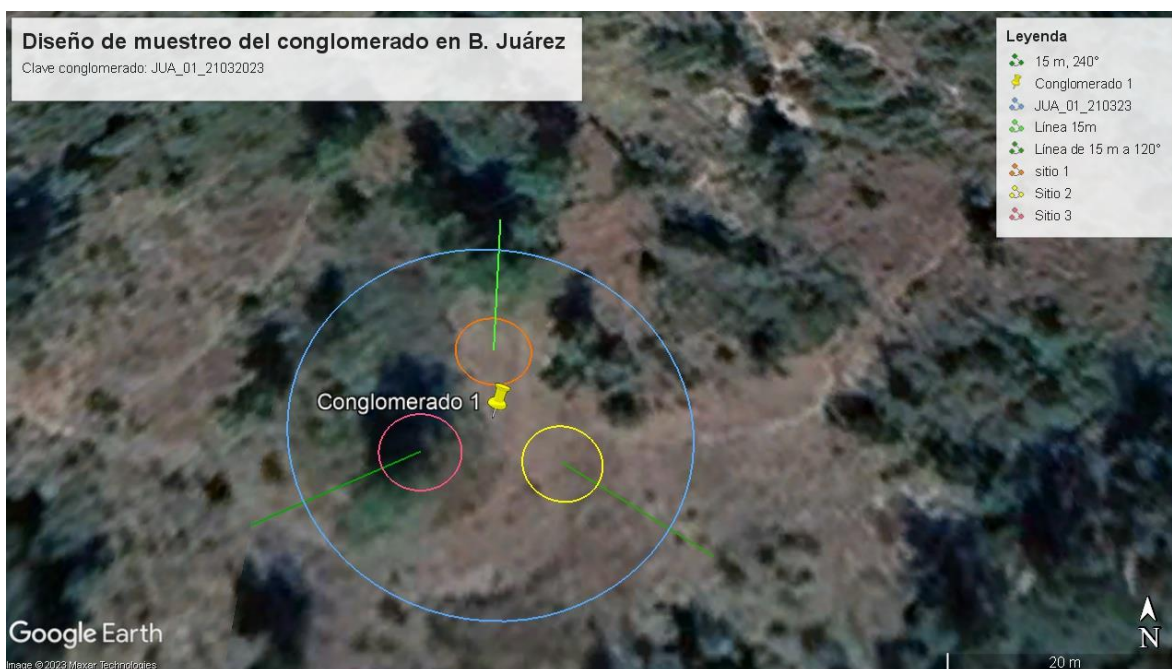 Diseño de muestreo del conglomerado en B. Juárez
Clave conglomerado: JUA_01_21032023
Leyenda
15 m, 240°
Conglomerado 1
JUA_01_210323
Línea 15m
Línea de 15 m a 120°
sitio 1
Sitio 2
Sitio 3
Conglomerado 1
Google Earth
Image © 2023 Maxar Technologies
N
20 m